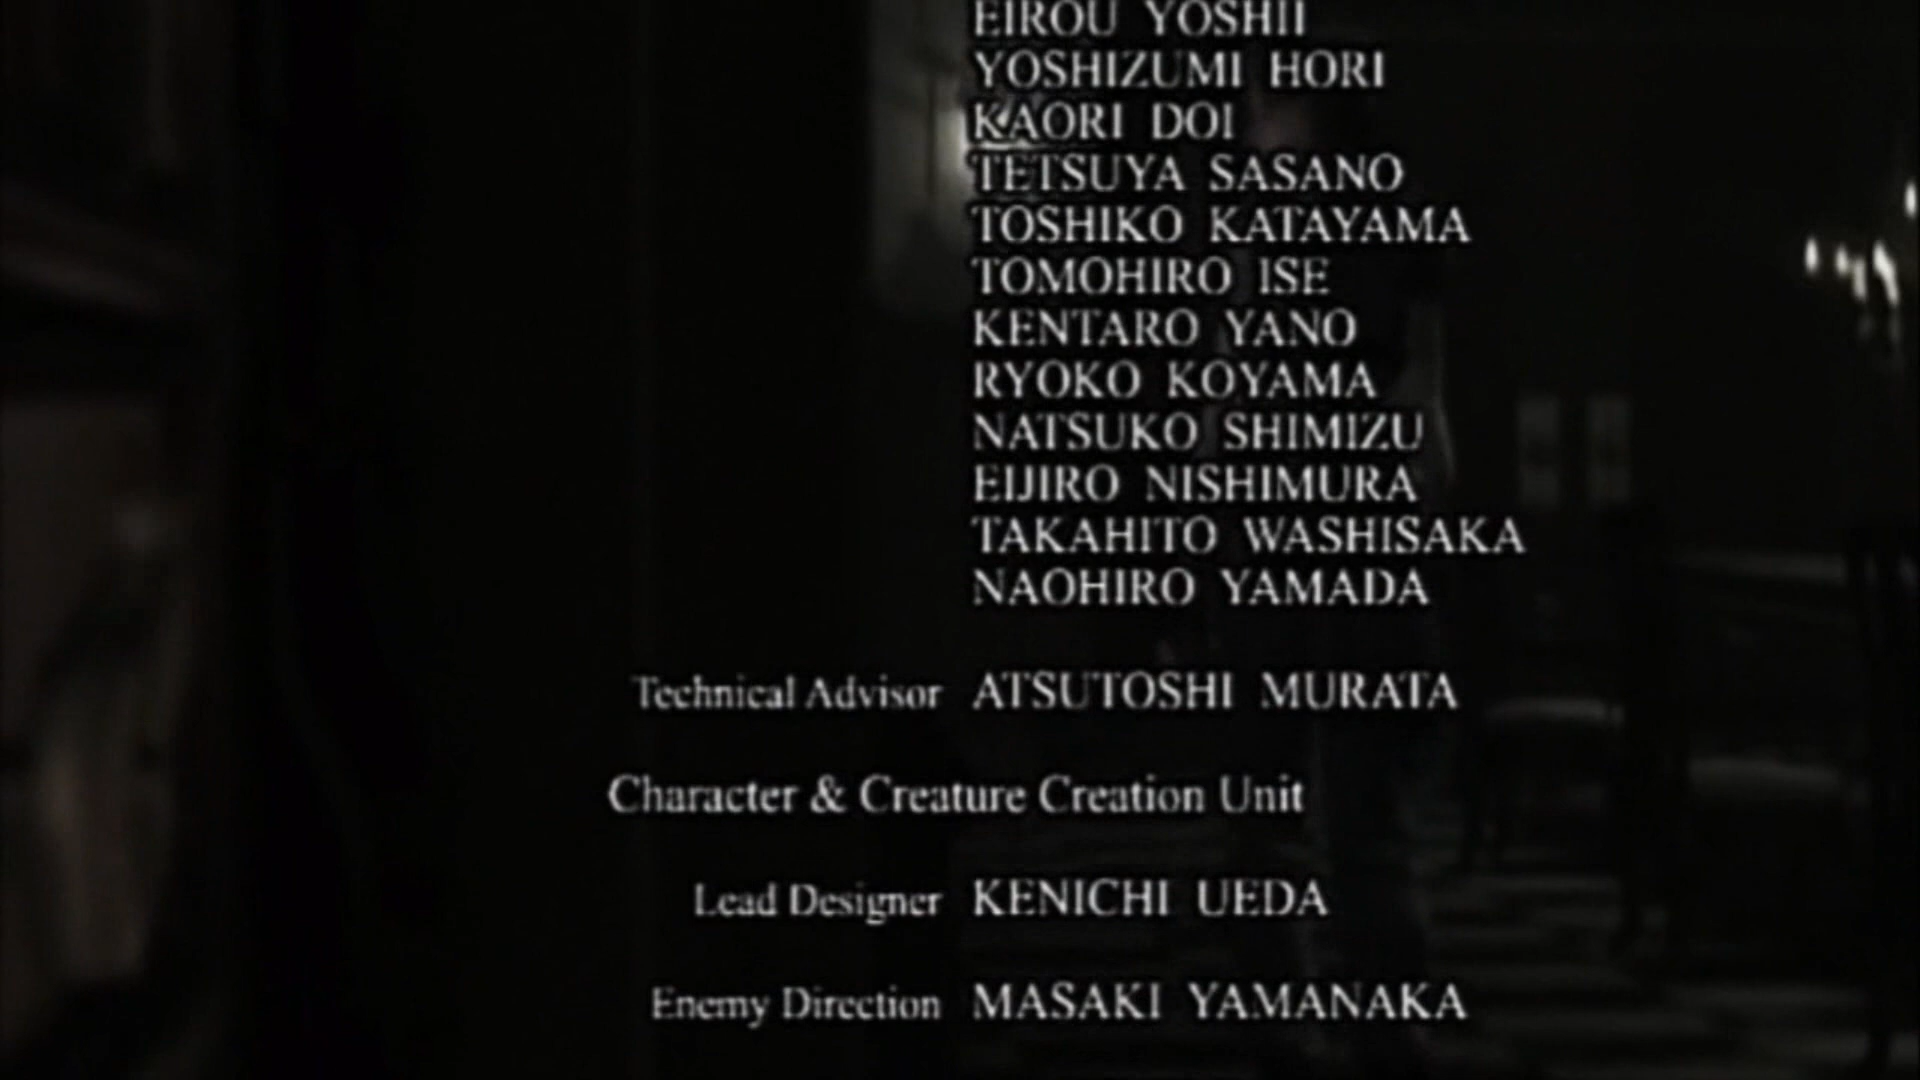 EIROU YOSHII
YOSHIZUMI HORI
KAORI DOI
TETSUYA SASANO
TOSHIKO KATAYAMA
TOMOHIRO ISE
KENTARO YANO
RYOKO KOYAMA
NATSUKO SHIMIZU
EIJIRO NISHIMURA
TAKAHITO WASHISAKA
NAOHIRO YAMADA
Technical Advisor ATSUTOSHI MURATA
Character & Creature Creation Unit
Lead Designer KENICHI UEDA
Enemy Direction MASAKI YAMANAKA